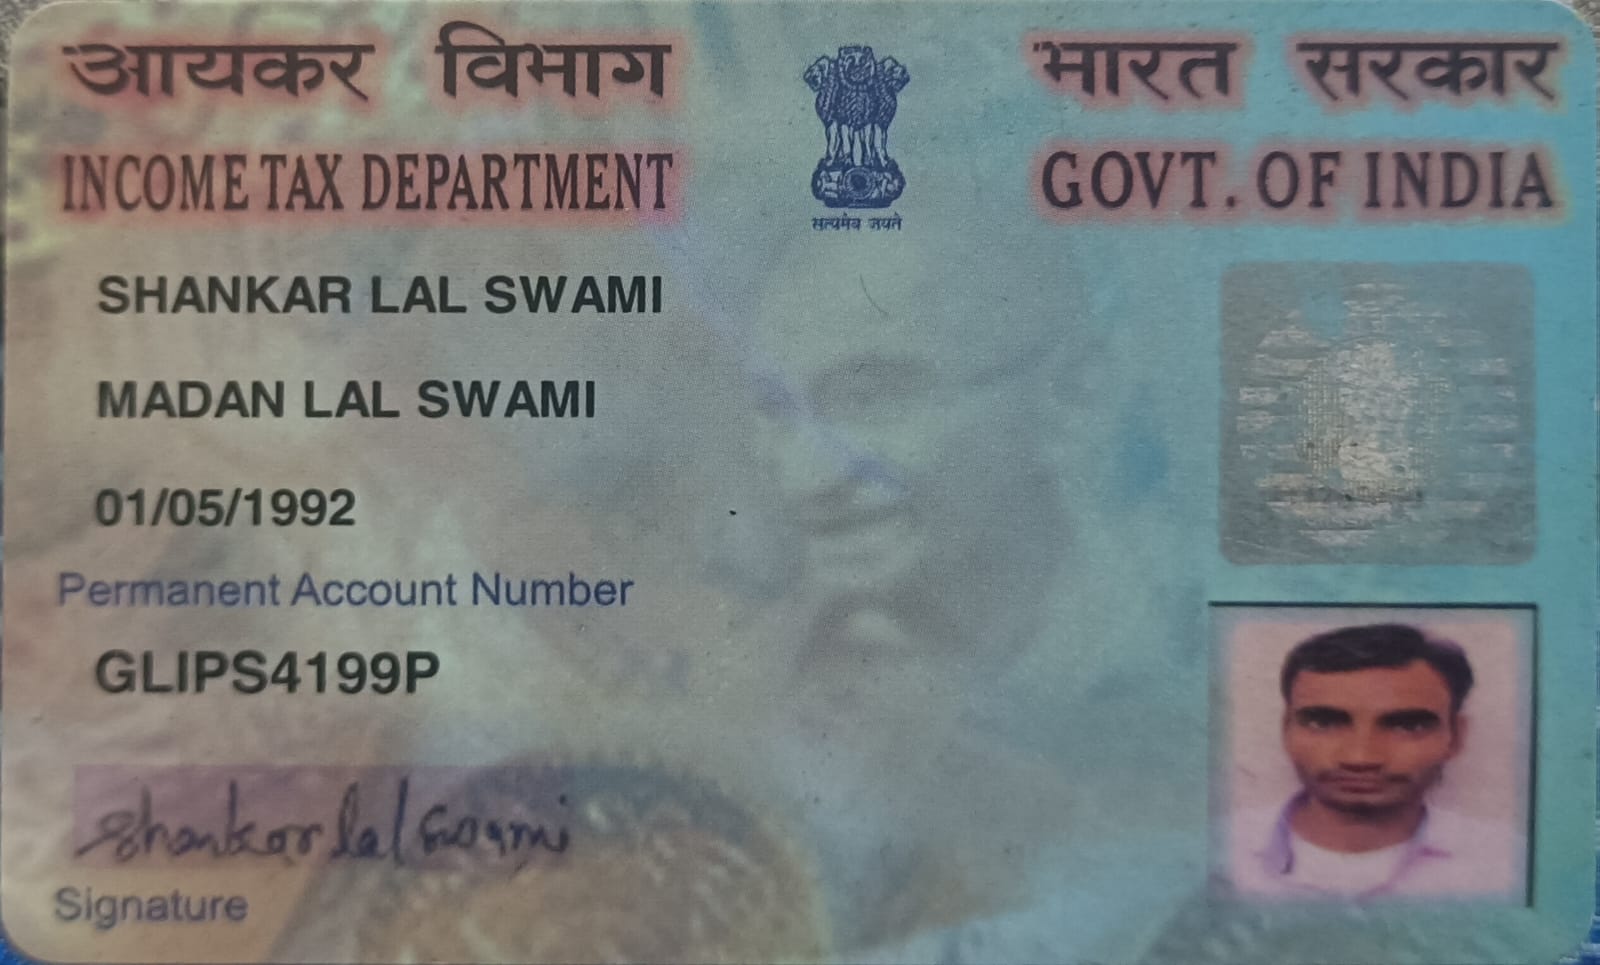 आयकर विभाग
INCOME TAX DEPARTMENT
सत्यमेव जयते
भारत सरकार
GOVT. OF INDIA
SHANKAR LAL SWAMI
MADAN LAL SWAMI
01/05/1992
Permanent Account Number
GLIPS4199P
Shankar lal Swami
Signature